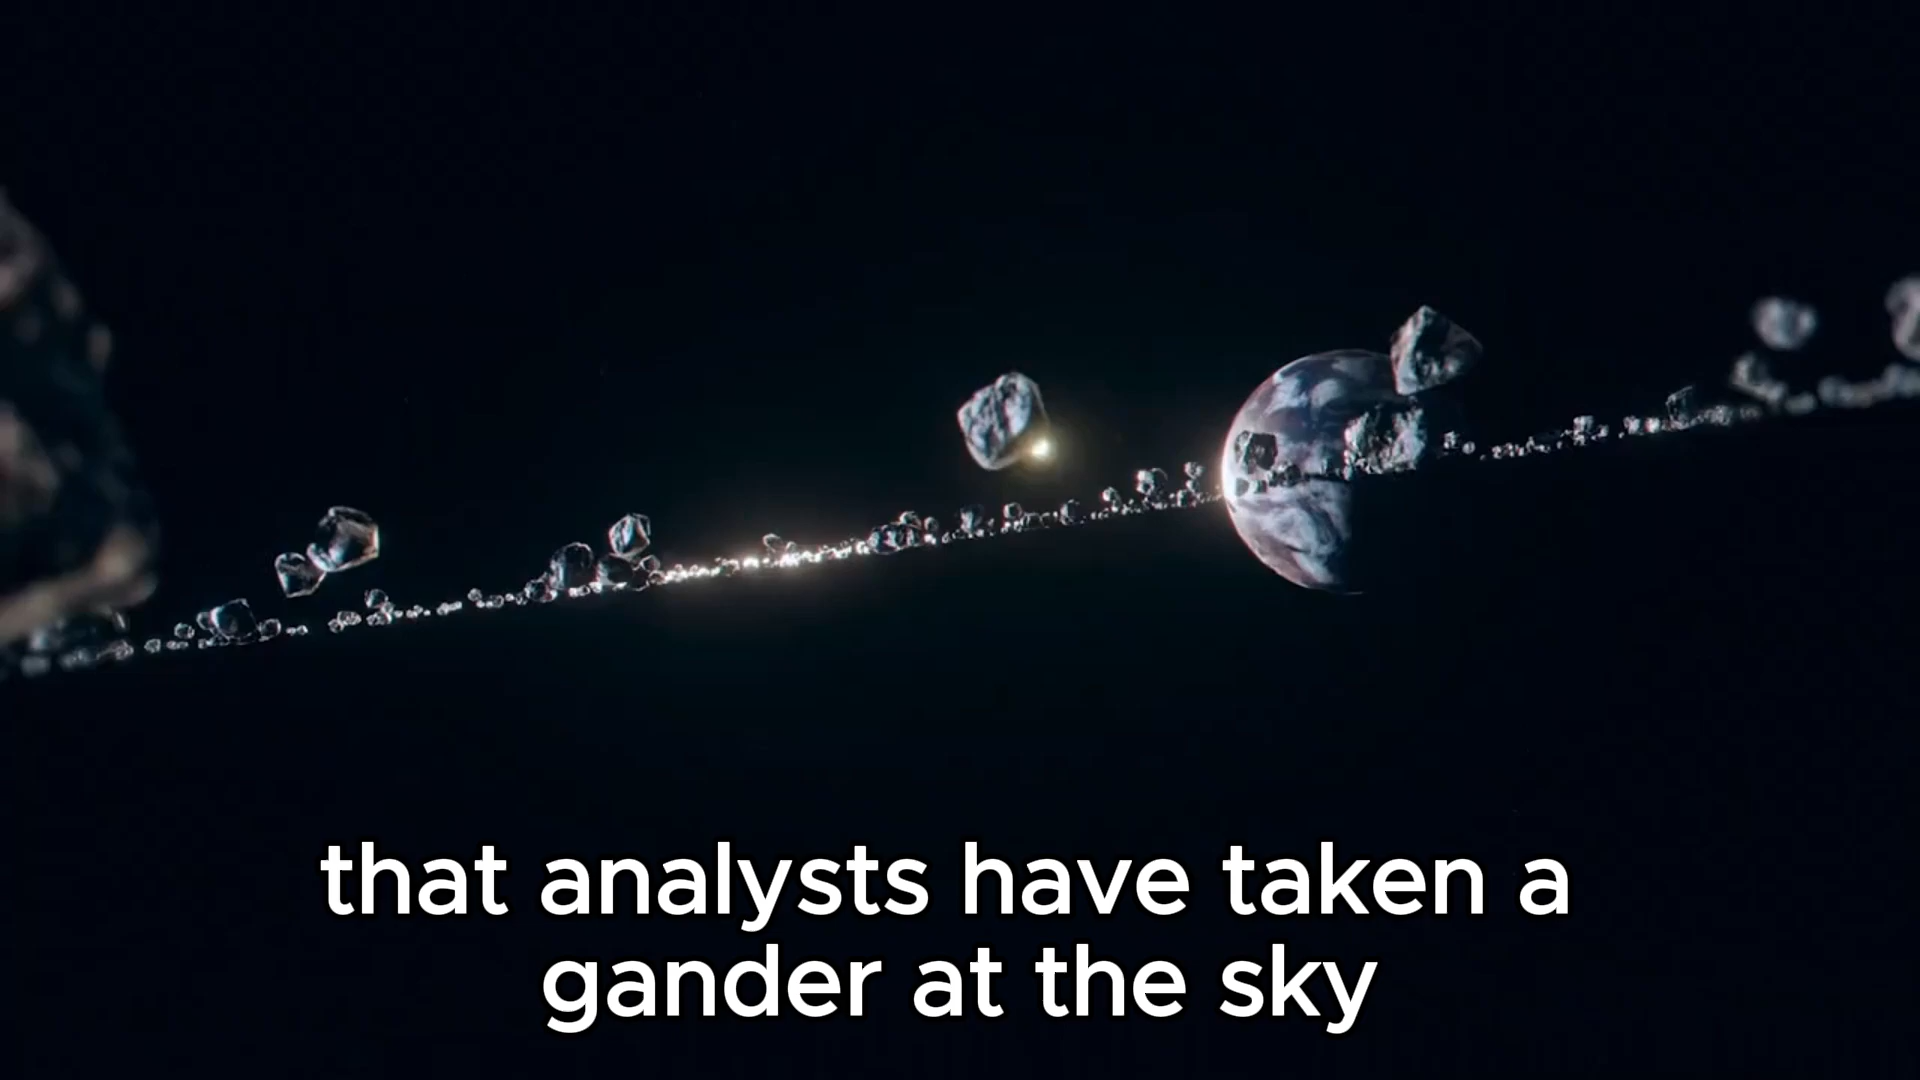 that analysts have taken a
gander at the sky